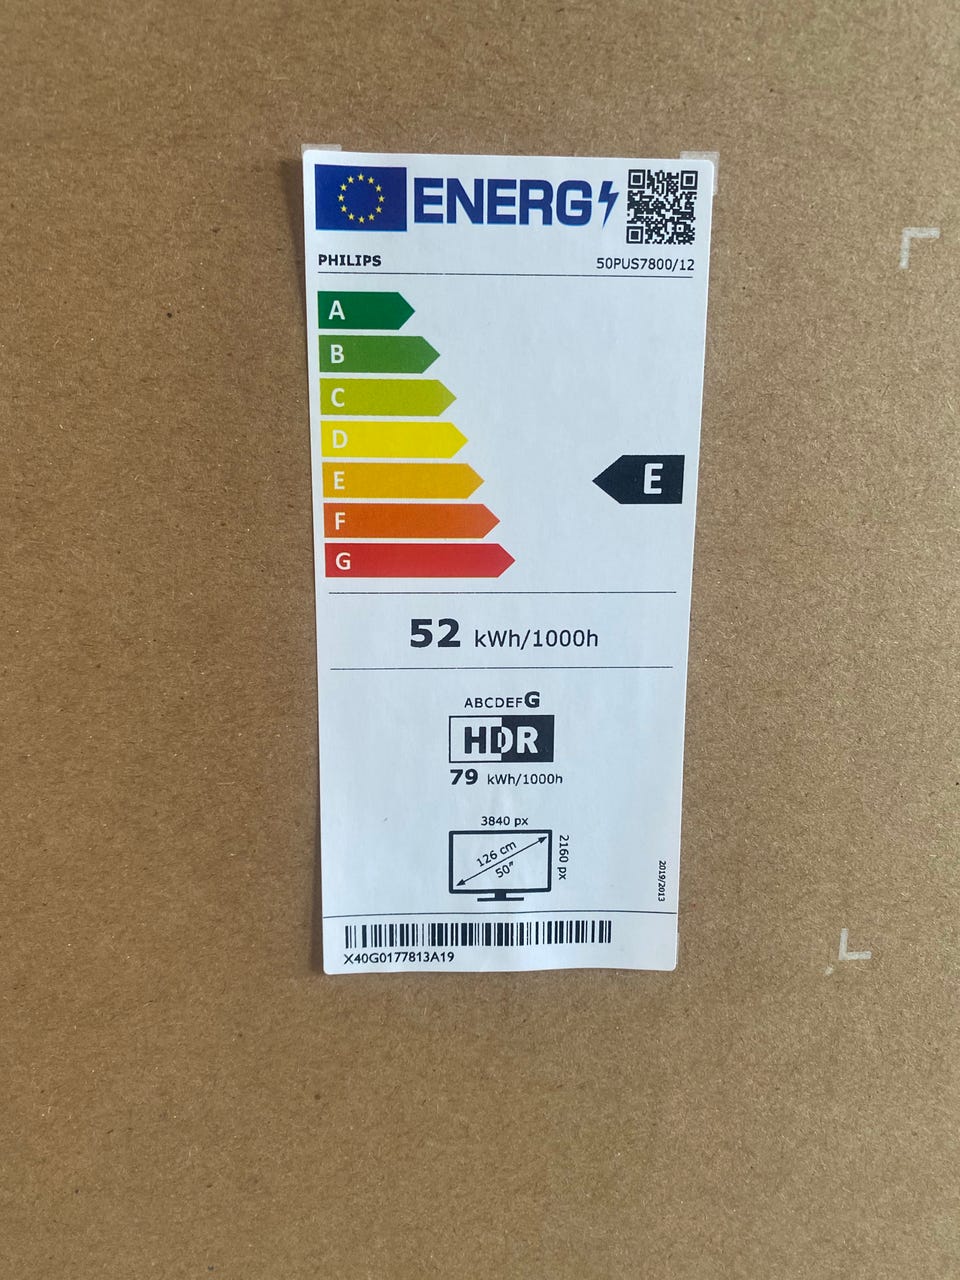 ENERG
PHILIPS 50PUS7800/12
A
B
C
D
E
E
F
G
52 kWh/1000h
ABCDEFG
HDR
79 kWh/1000h
3840 px
126 cm
50"
2160 px
2019/2013
X40G0177813A19